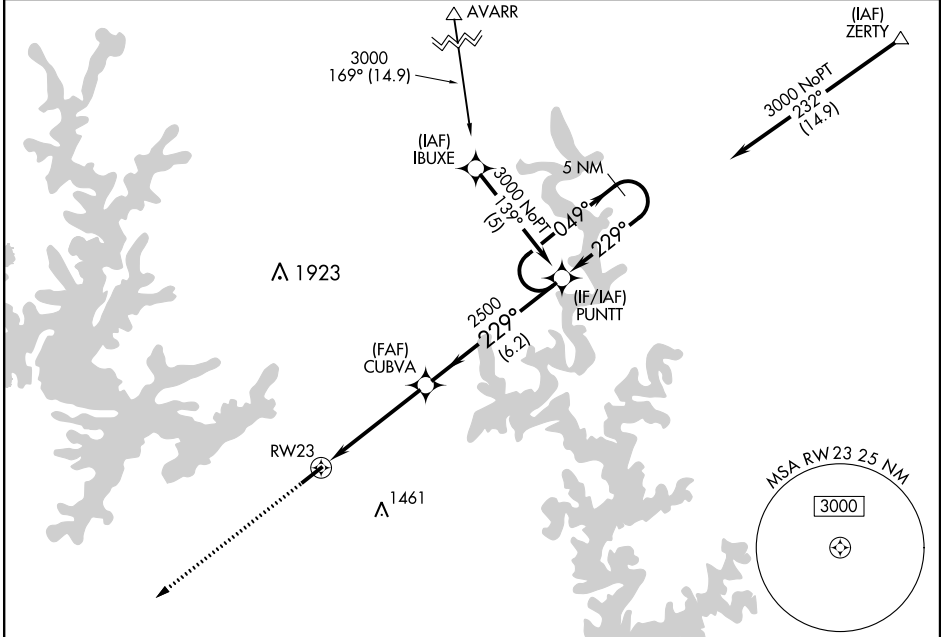 AVARR
3000
169° (14.9)
(IAF)
ZERTY
3000 NoPT
232°
(14.9)
(IAF)
IBUXE
3000 NoPT
139°
(5)
5 NM
049°
229°
(IF/IAF)
PUNTT
1923
2500
229°
(6.2)
(FAF)
CUBVA
RW23
1461
MSA RW 23 25 NM
3000